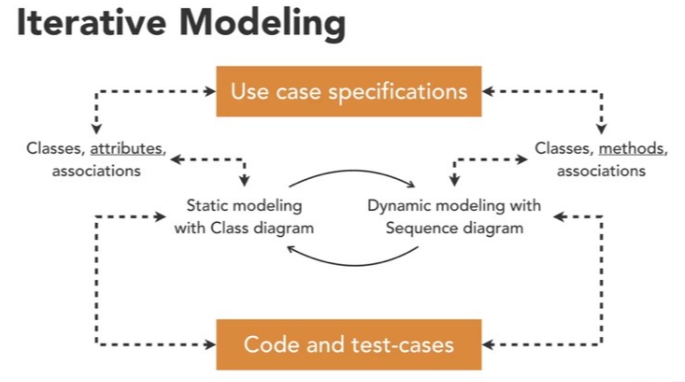 Iterative Modeling
Use case specifications
Classes, attributes,
associations
Classes, methods,
associations
Static modeling
with Class diagram
Dynamic modeling with
Sequence diagram
Code and test-cases